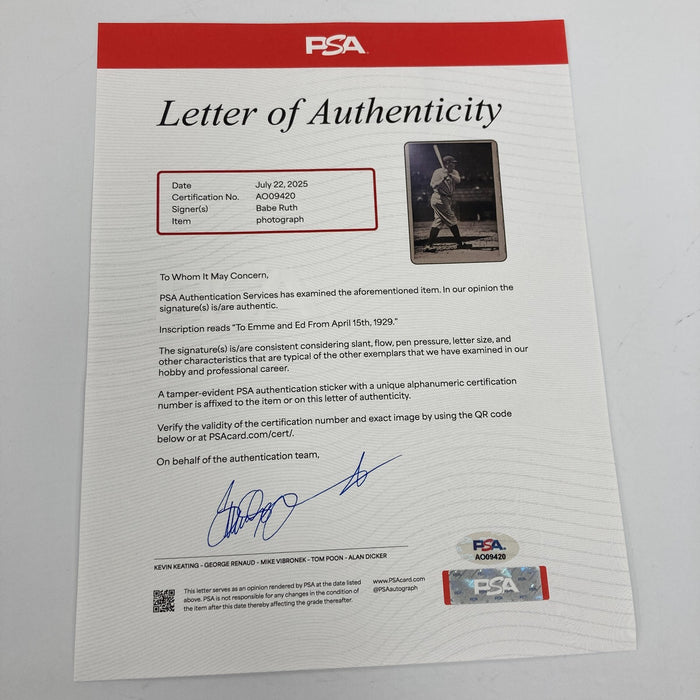 PSA
Letter of Authenticity
Date July 22, 2025
Certification No. AO09420
Signer(s) Babe Ruth
Item photograph
To Whom It May Concern,
PSA Authentication Services has examined the aforementioned item. In our opinion the
signature(s) is/are authentic.
Inscription reads "To Emme and Ed From April 15th, 1929."
The signature(s) is/are consistent considering slant, flow, pen pressure, letter size, and
other characteristics that are typical of the other exemplars that we have examined in our
hobby and professional career.
A tamper-evident PSA authentication sticker with a unique alphanumeric certification
number is affixed to the item or on this letter of authenticity.
Verify the validity of the certification number and exact image by using the QR code
below or at PSAcard.com/cert/.
On behalf of the authentication team,
KEVIN KEATING - GEORGE RENAUD - MIKE VIBRONEK - TOM POON - ALAN DICKER
This letter serves as an opinion rendered by PSA at the date listed
above. PSA is not responsible for any changes in the condition of
the item after this date thereby affecting the grade thereafter.
www.PSAcard.com
@PSAautograph
PSA
AO09420
PSA